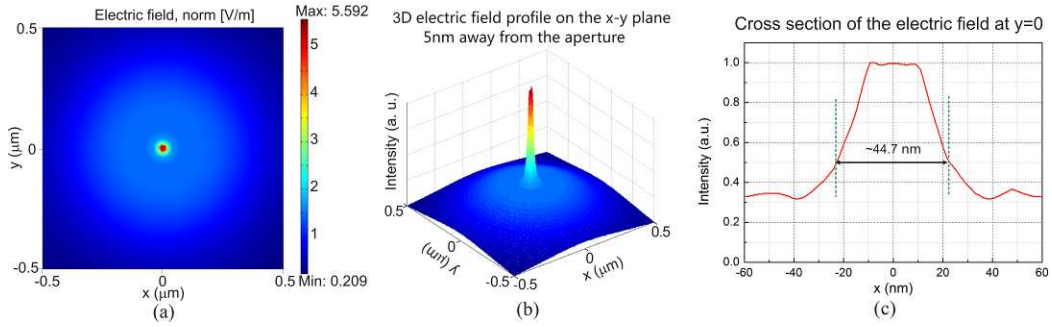 Electric field, norm [V/m]
Max: 5.592
0.5
0
-0.5
y (μm)
-0.5
0
0.5
x (μm)
5
4
3
2
1
Min: 0.209
(a)
3D electric field profile on the x-y plane
5nm away from the aperture
Intensity (a. u.)
0.5
0
-0.5
y (μm)
-0.5
0
0.5
x (μm)
(b)
Cross section of the electric field at y=0
Intensity (a.u.)
1.0
0.8
0.6
0.4
0.2
0.0
~44.7 nm
-60
-40
-20
0
20
40
60
x (nm)
(c)